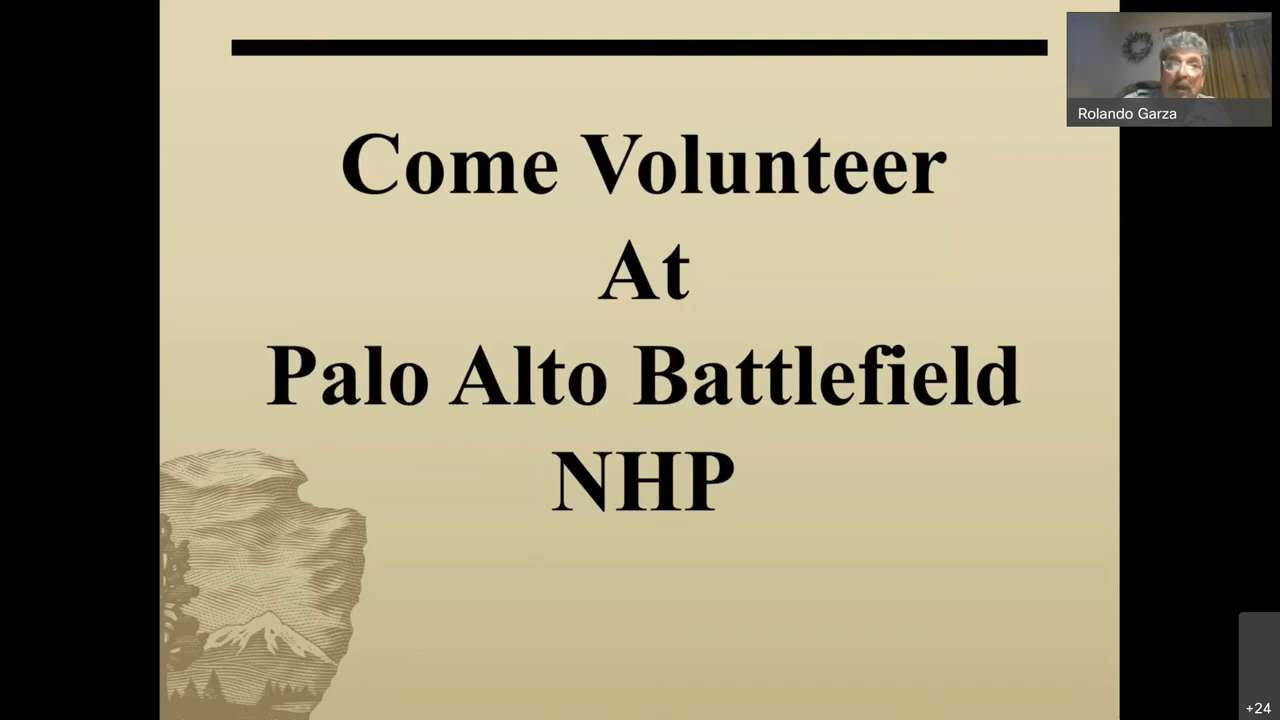 Come Volunteer
At
Palo Alto Battlefield
NHP
Rolando Garza
+24